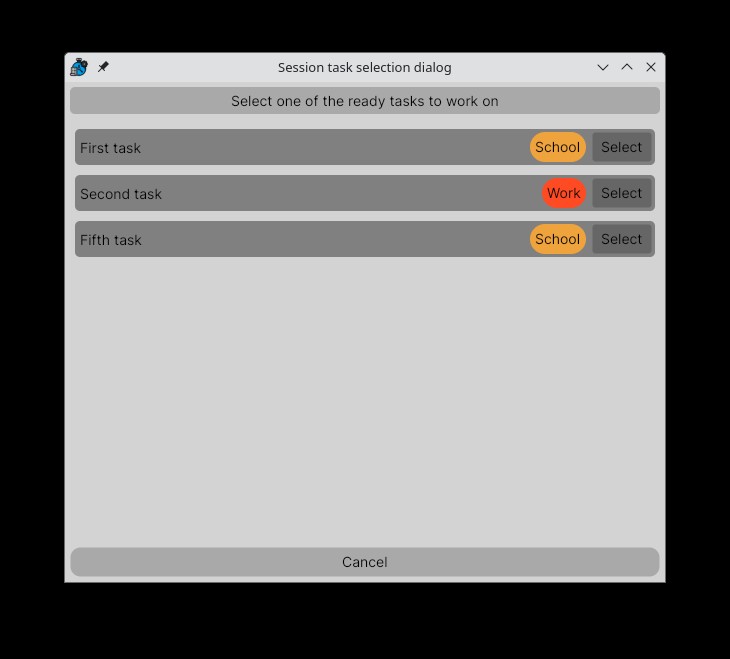 Session task selection dialog
Select one of the ready tasks to work on
First task School Select
Second task Work Select
Fifth task School Select
Cancel